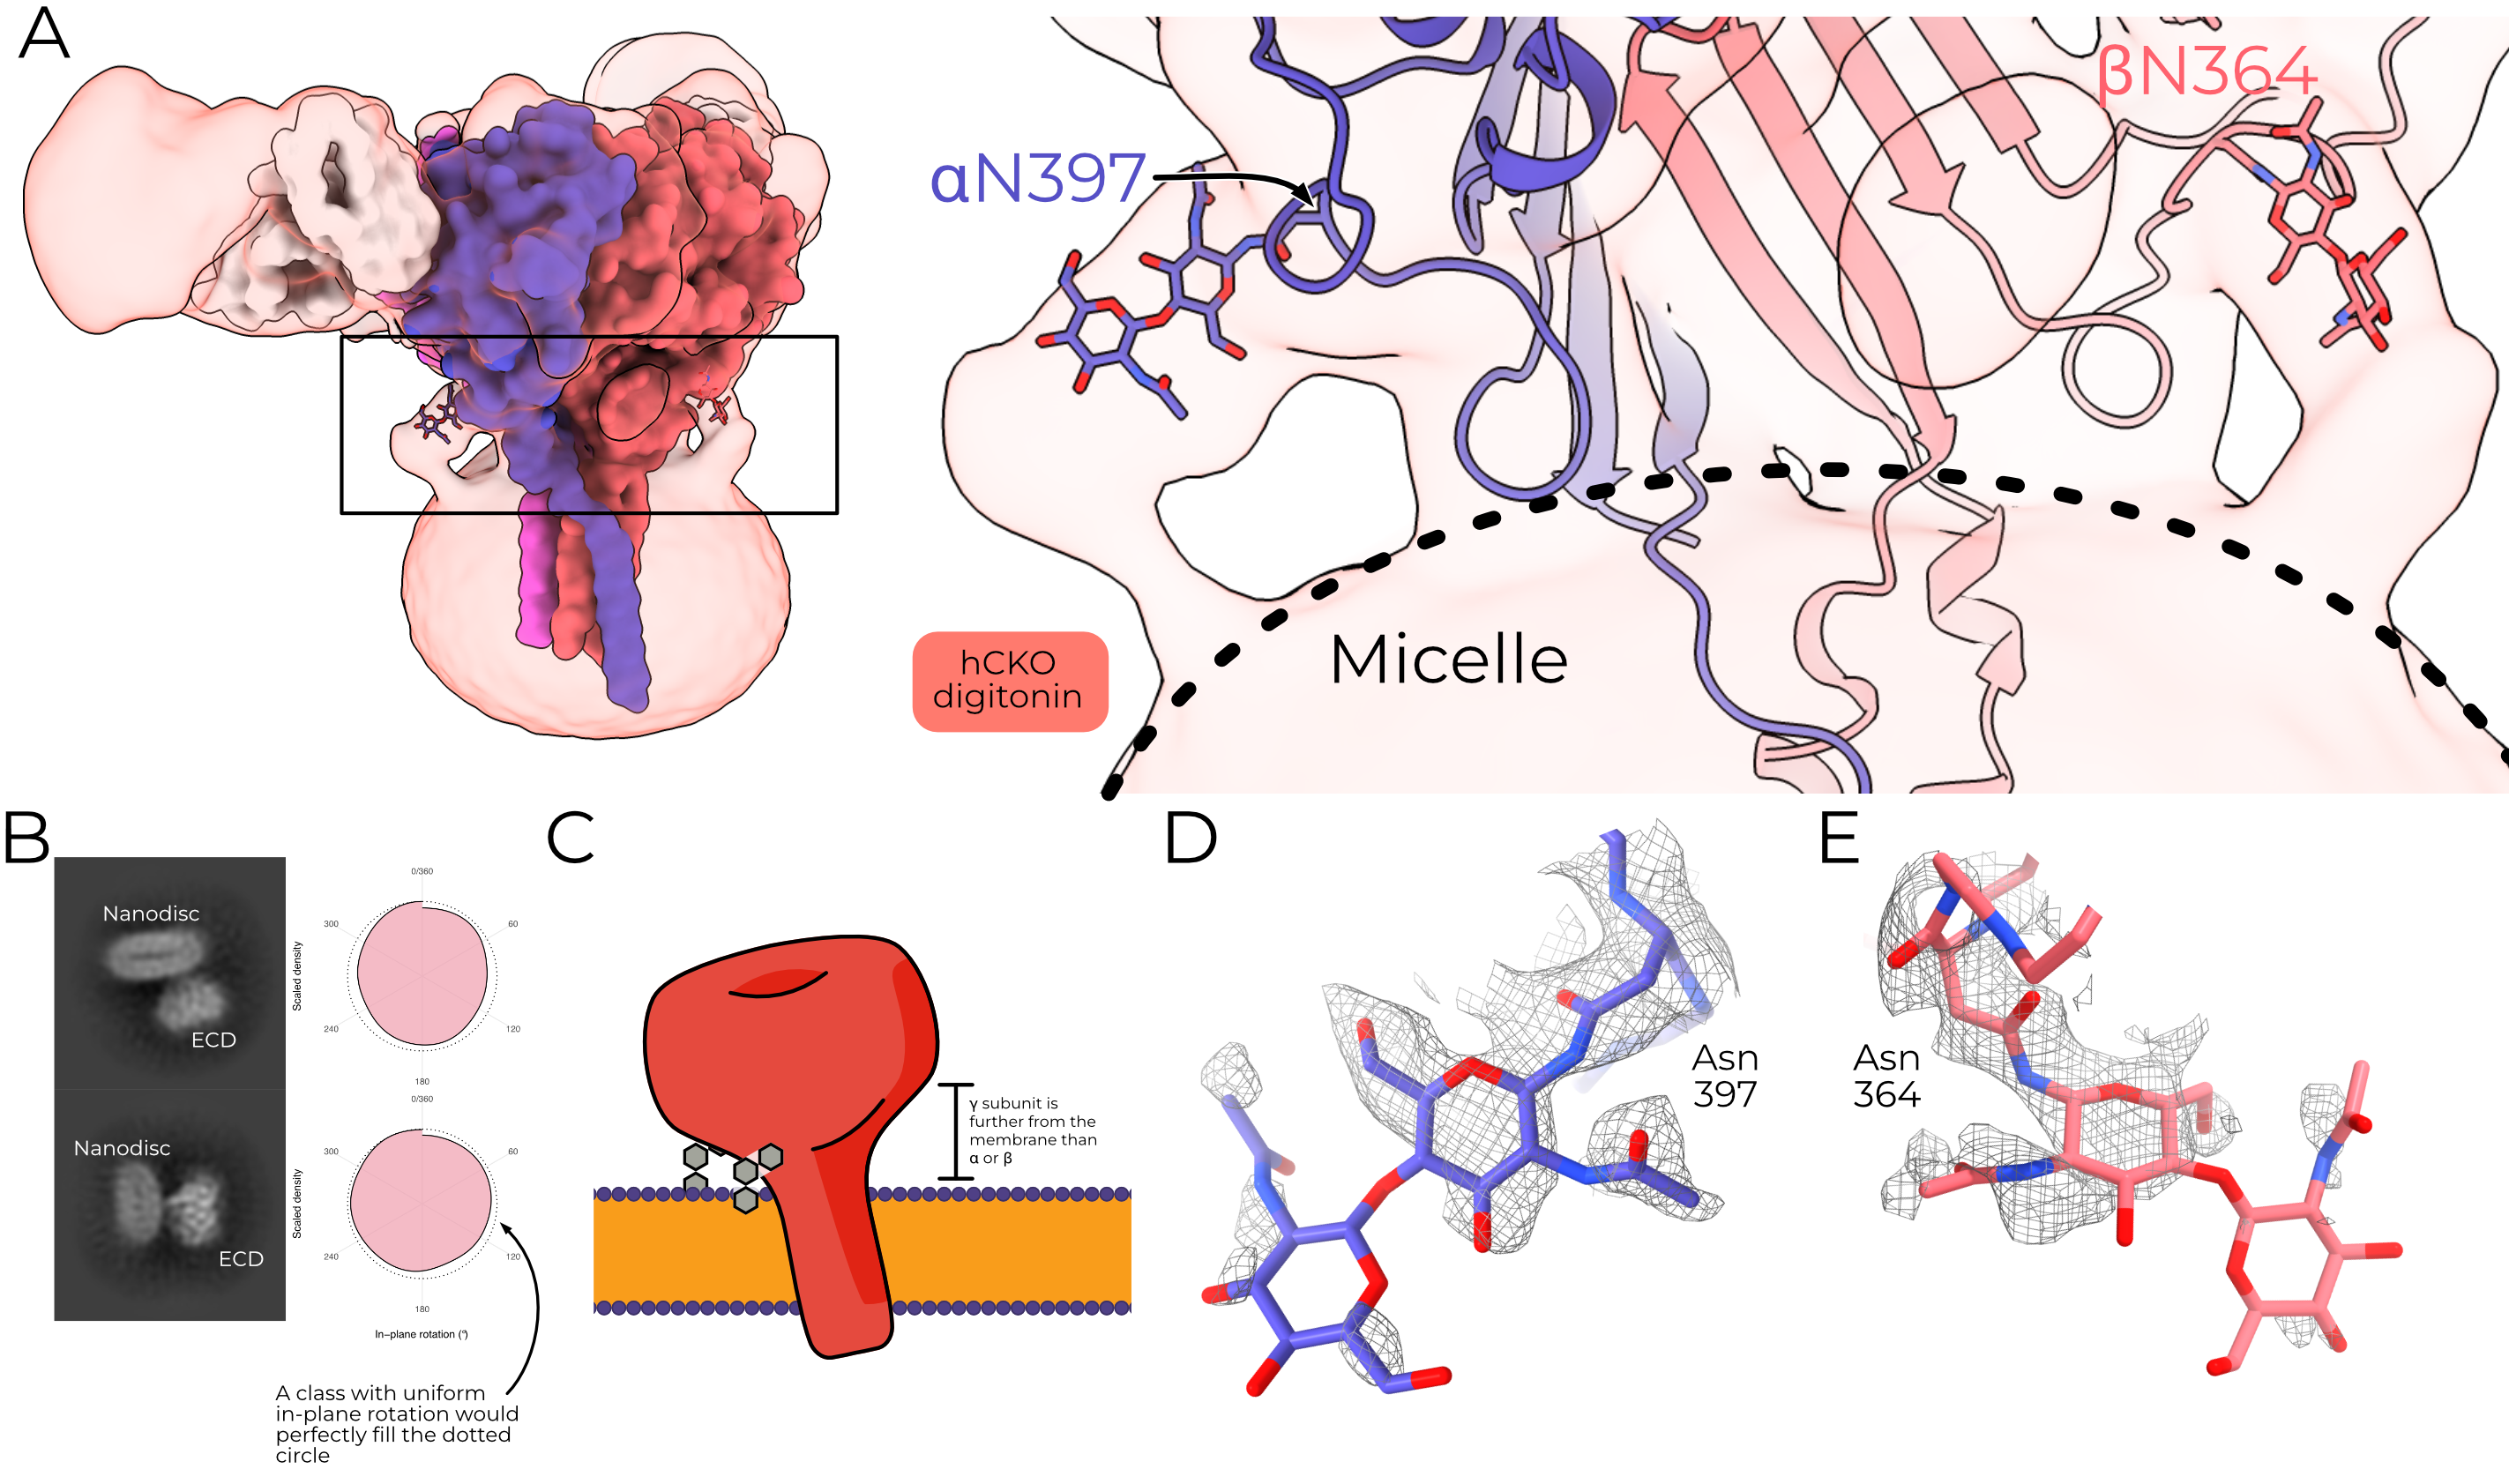 A
αN397
βN364
hCKO
digitonin
Micelle
B
Nanodisc
ECD
Nanodisc
ECD
Scaled density
0/360
60
120
180
240
300
Scaled density
0/360
60
120
180
240
300
In-plane rotation (°)
A class with uniform
in-plane rotation would
perfectly fill the dotted
circle
C
γ subunit is
further from the
membrane than
α or β
D
Asn
397
E
Asn
364